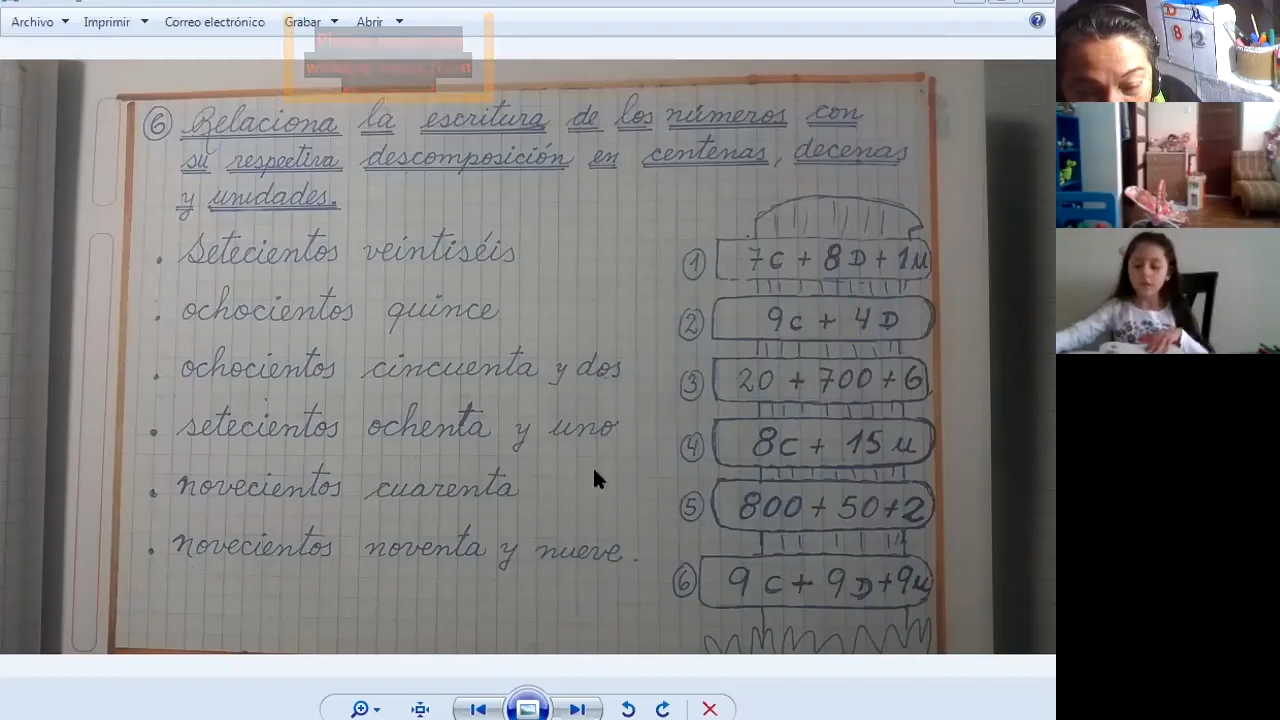 Archivo Imprimir Correo electrónico Grabar Abrir
⑥ Relaciona la escritura de los números con
su respectiva descomposición en centenas, decenas
y unidades.
. Setecientos veintiséis
. ochocientos quince
. ochocientos cincuenta y dos
. setecientos ochenta y uno
. novecientos cuarenta
. novecientos noventa y nueve.
① 7C + 8D + 1u
② 9C + 4D
③ 20 + 700 + 6
④ 8C + 15u
⑤ 800 + 50 + 2
⑥ 9C + 9D + 9u
D u
8 2